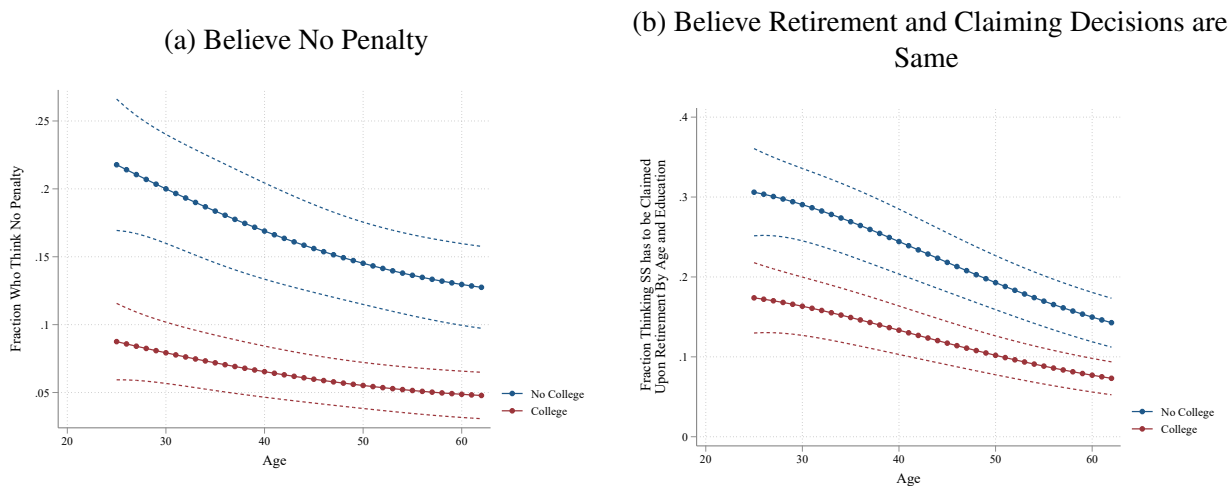 (a) Believe No Penalty
Fraction Who Think No Penalty
.25
.2
.15
.1
.05
20
30
40
50
60
Age
No College
College
(b) Believe Retirement and Claiming Decisions are
Same
Fraction Thinking SS has to be Claimed
Upon Retirement By Age and Education
.4
.3
.2
.1
0
20
30
40
50
60
Age
No College
College